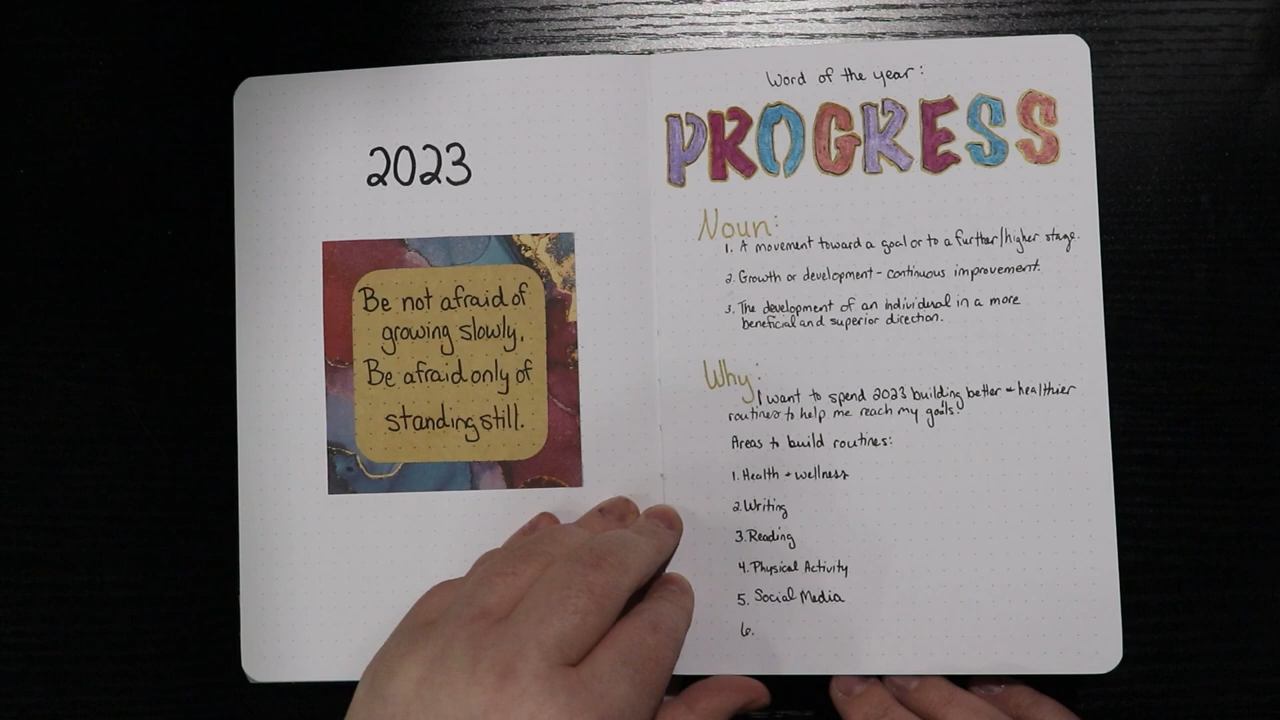 2023
Be not afraid of
growing slowly.
Be afraid only of
standing still.
Word of the year:
PROGRESS
Noun:
1. A movement toward a goal or to a further/higher stage.
2. Growth or development - continuous improvement.
3. The development of an individual in a more
beneficial and superior direction.
Why:
I want to spend 2023 building better + healthier
routines to help me reach my goals.
Areas to build routines:
1. Health + wellness
2. Writing
3. Reading
4. Physical Activity
5. Social Media
6.